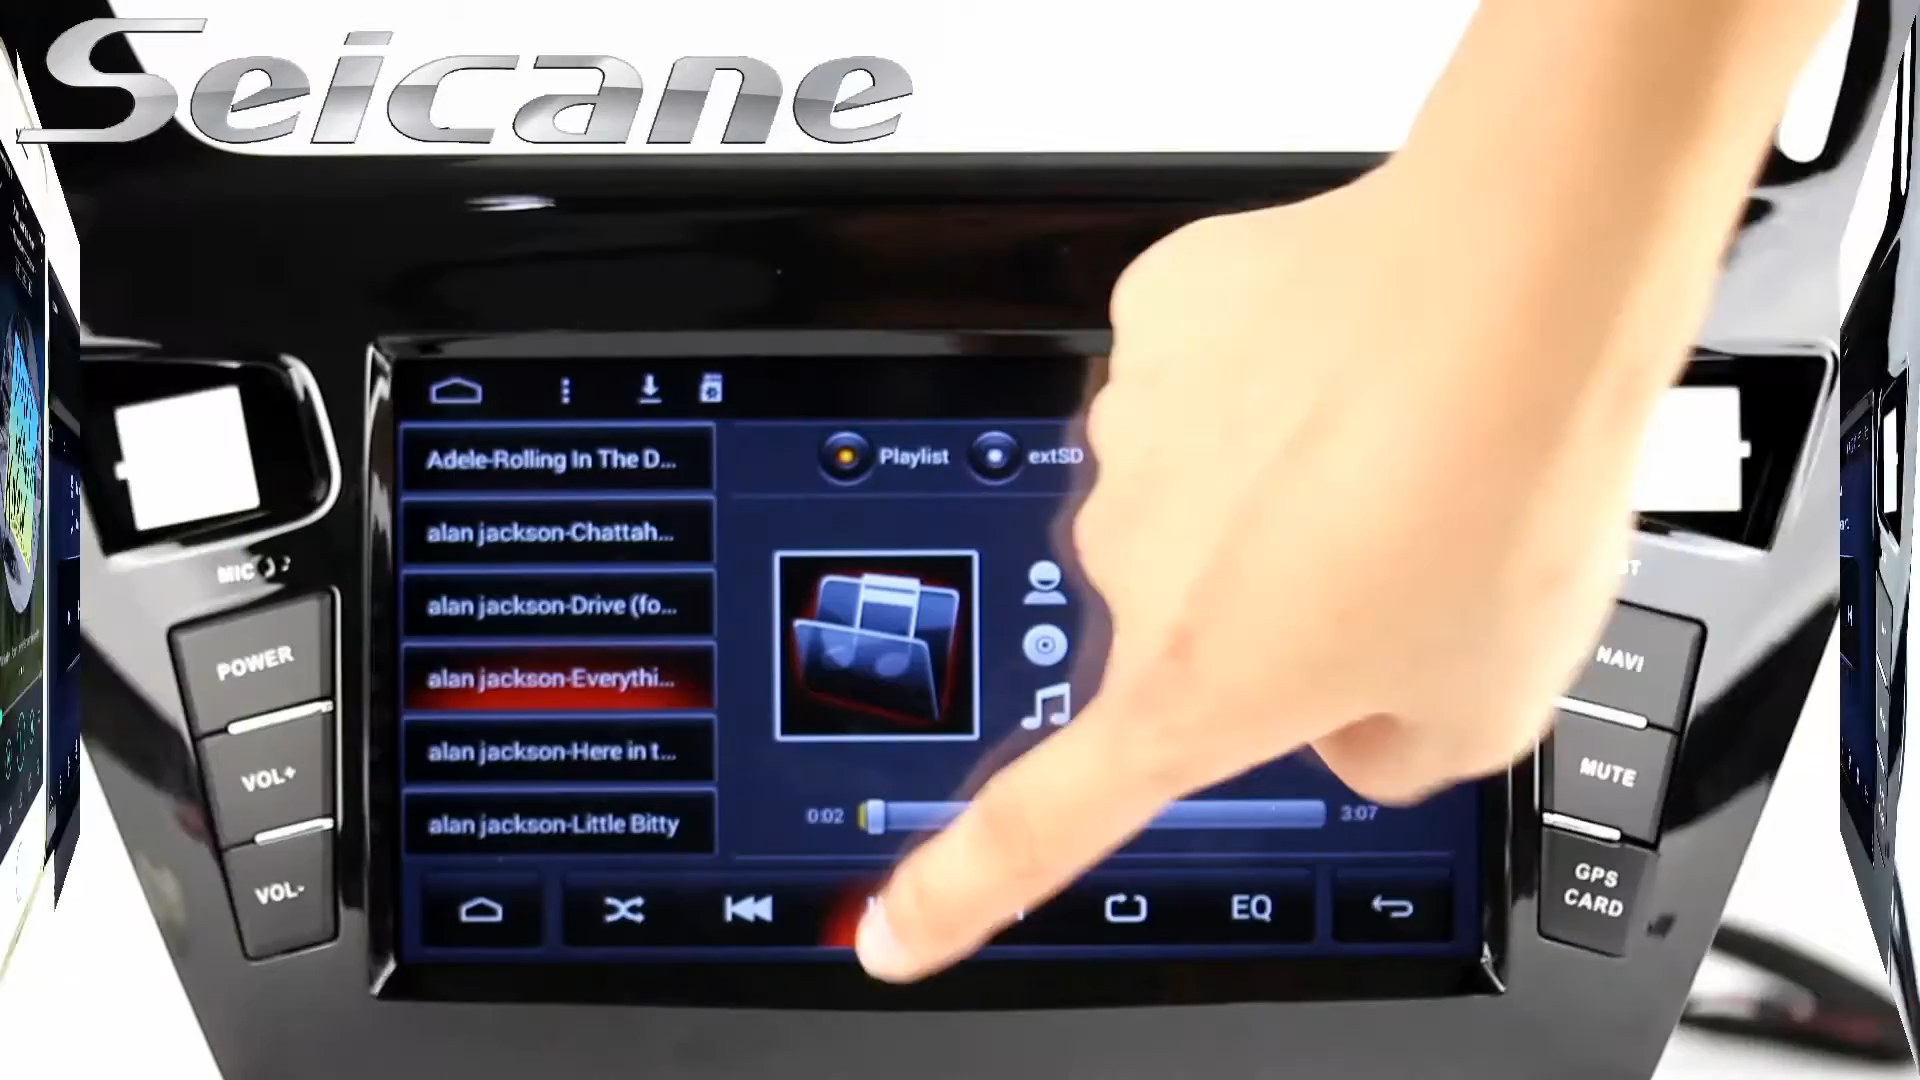 Seicane
Adele-Rolling In The D...
Playlist
extSD
alan jackson-Chattah...
MIC
alan jackson-Drive (fo...
POWER
alan jackson-Everythi...
NAVI
VOL+
alan jackson-Here in t...
MUTE
alan jackson-Little Bitty
0:02
3:07
VOL-
EQ
GPS
CARD